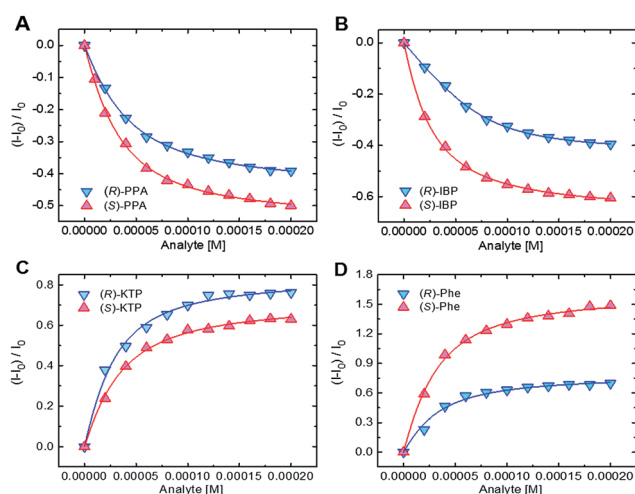 A
(I-I0) / I0
0.0
-0.1
-0.2
-0.3
-0.4
-0.5
(R)-PPA
(S)-PPA
0.00000
0.00005
0.00010
0.00015
0.00020
Analyte [M]
B
(I-I0) / I0
0.0
-0.2
-0.4
-0.6
(R)-IBP
(S)-IBP
0.00000
0.00005
0.00010
0.00015
0.00020
Analyte [M]
C
(I-I0) / I0
0.8
0.6
0.4
0.2
0.0
(R)-KTP
(S)-KTP
0.00000
0.00005
0.00010
0.00015
0.00020
Analyte [M]
D
(I-I0) / I0
1.8
1.5
1.2
0.9
0.6
0.3
0.0
(R)-Phe
(S)-Phe
0.00000
0.00005
0.00010
0.00015
0.00020
Analyte [M]